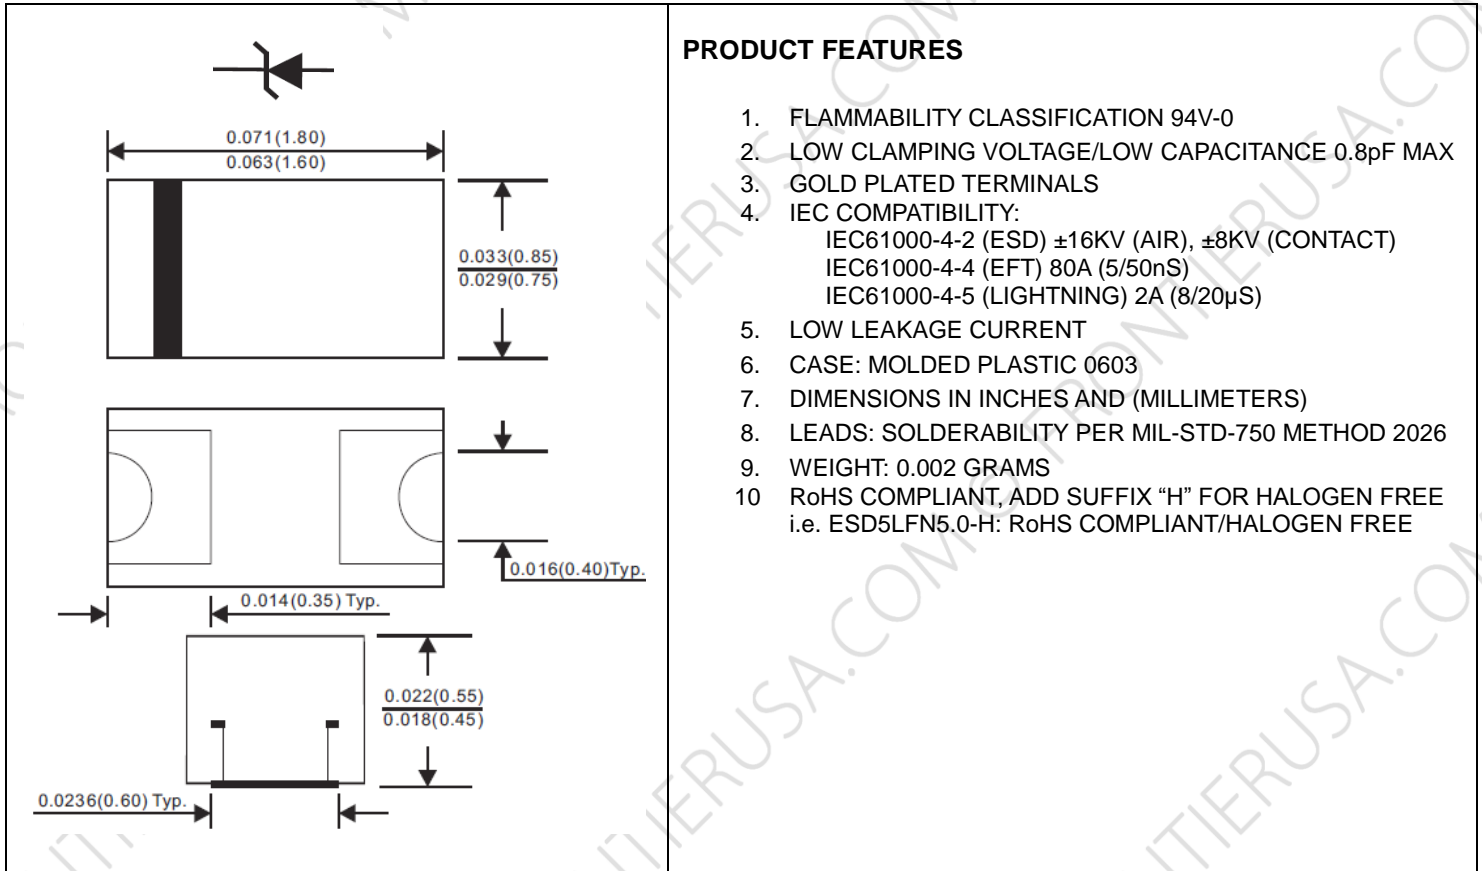 0.071(1.80)
0.063(1.60)
0.033(0.85)
0.029(0.75)
0.016(0.40)Typ.
0.014(0.35) Typ.
0.022(0.55)
0.018(0.45)
0.0236(0.60) Typ.
PRODUCT FEATURES
1. FLAMMABILITY CLASSIFICATION 94V-0
2. LOW CLAMPING VOLTAGE/LOW CAPACITANCE 0.8pF MAX
3. GOLD PLATED TERMINALS
4. IEC COMPATIBILITY:
IEC61000-4-2 (ESD) ±16KV (AIR), ±8KV (CONTACT)
IEC61000-4-4 (EFT) 80A (5/50nS)
IEC61000-4-5 (LIGHTNING) 2A (8/20µS)
5. LOW LEAKAGE CURRENT
6. CASE: MOLDED PLASTIC 0603
7. DIMENSIONS IN INCHES AND (MILLIMETERS)
8. LEADS: SOLDERABILITY PER MIL-STD-750 METHOD 2026
9. WEIGHT: 0.002 GRAMS
10 RoHS COMPLIANT, ADD SUFFIX “H” FOR HALOGEN FREE
i.e. ESD5LFN5.0-H: RoHS COMPLIANT/HALOGEN FREE
TIERUSA.COM © FRONTIERUSA.COM
TIERUSA.COM